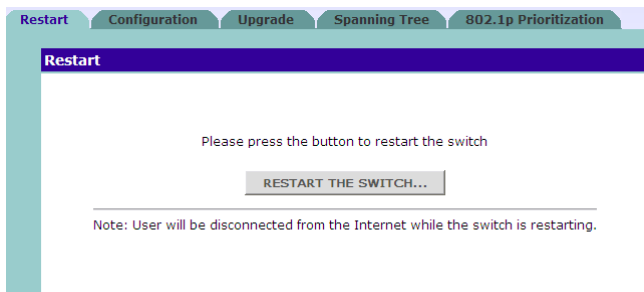 Restart Configuration Upgrade Spanning Tree 802.1p Prioritization
Restart
Please press the button to restart the switch
RESTART THE SWITCH...
Note: User will be disconnected from the Internet while the switch is restarting.